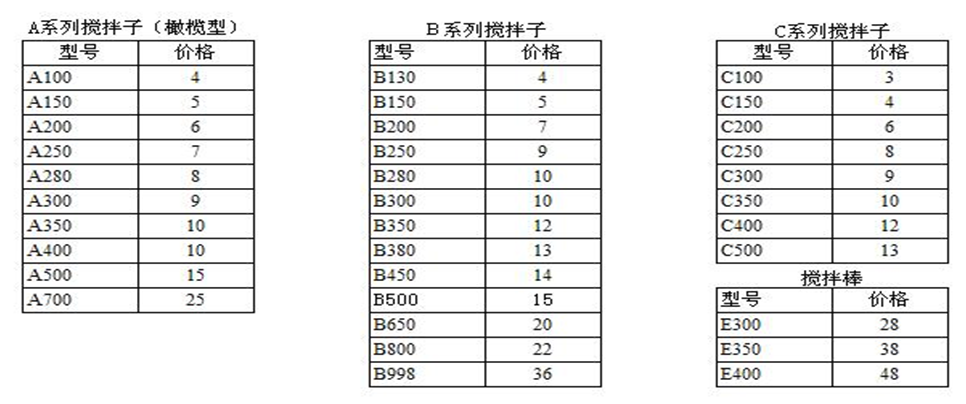 A系列搅拌子（橄榄型）
型号 价格
A100 4
A150 5
A200 6
A250 7
A280 8
A300 9
A350 10
A400 10
A500 15
A700 25
B系列搅拌子
型号 价格
B130 4
B150 5
B200 7
B250 9
B280 10
B300 10
B350 12
B380 13
B450 14
B500 15
B650 20
B800 22
B998 36
C系列搅拌子
型号 价格
C100 3
C150 4
C200 6
C250 8
C300 9
C350 10
C400 12
C500 13
搅拌棒
型号 价格
E300 28
E350 38
E400 48